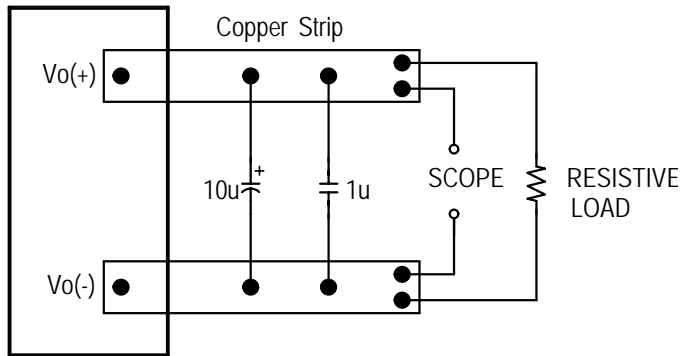 Copper Strip
Vo(+)
+
10u
1u
SCOPE
RESISTIVE
LOAD
Vo(-)